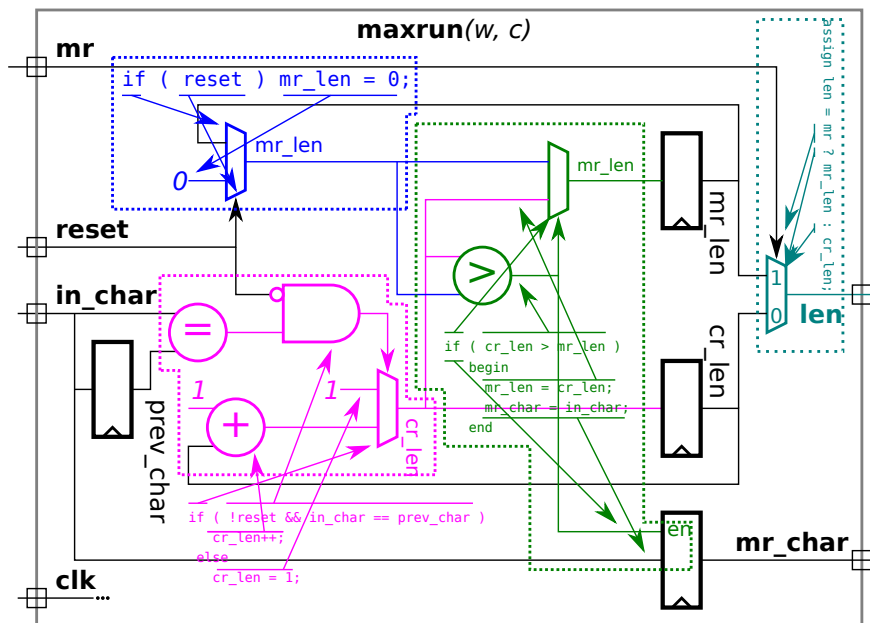 maxrun(w, c)
mr
if ( reset ) mr_len = 0;
mr_len
0
reset
in_char
=
1
+
1
cr_len
prev_char
if ( !reset && in_char == prev_char )
cr_len++;
else
cr_len = 1;
clk ...
mr_len
>
if ( cr_len > mr_len )
begin
mr_len = cr_len;
mr_char = in_char;
end
en
mr_len
cr_len
assign len = mr ? mr_len : cr_len;
1
0
len
mr_char